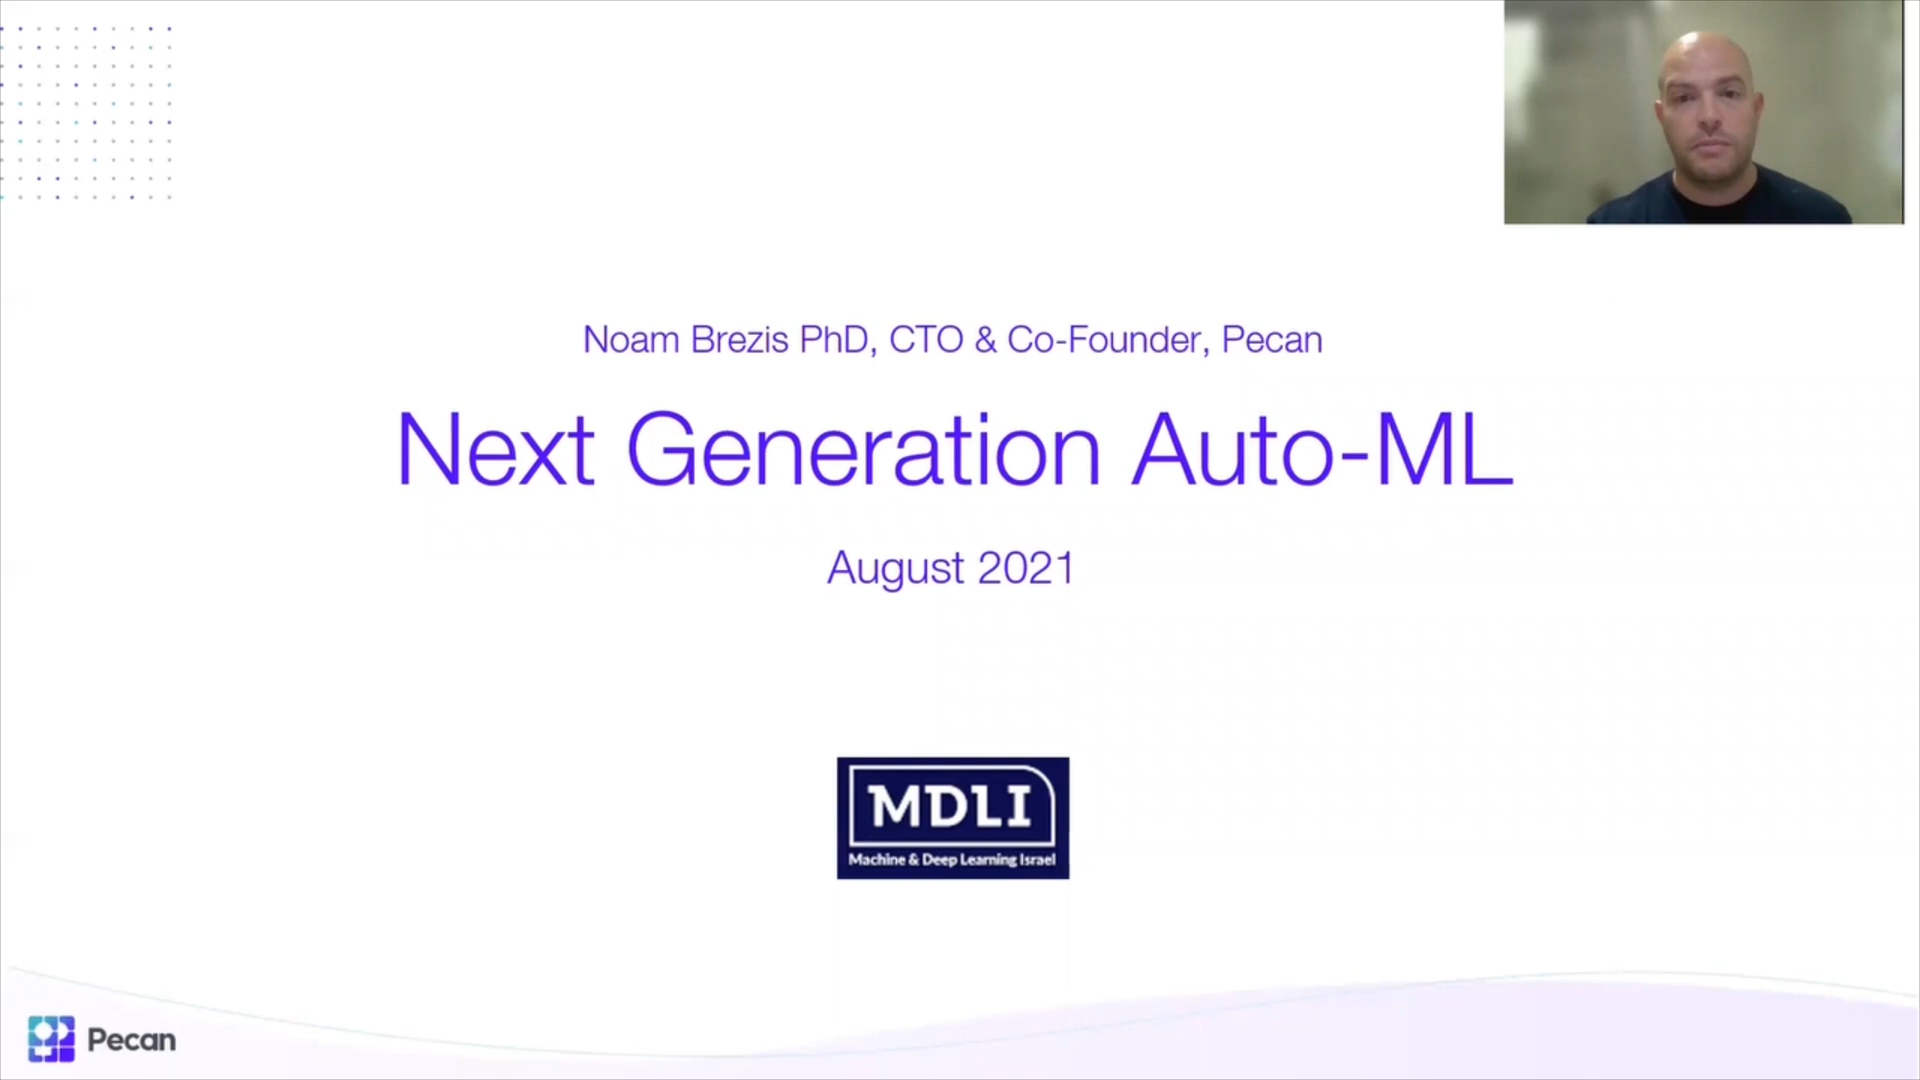 Noam Brezis PhD, CTO & Co-Founder, Pecan
Next Generation Auto-ML
August 2021
MDLI
Machine & Deep Learning Israel
Pecan